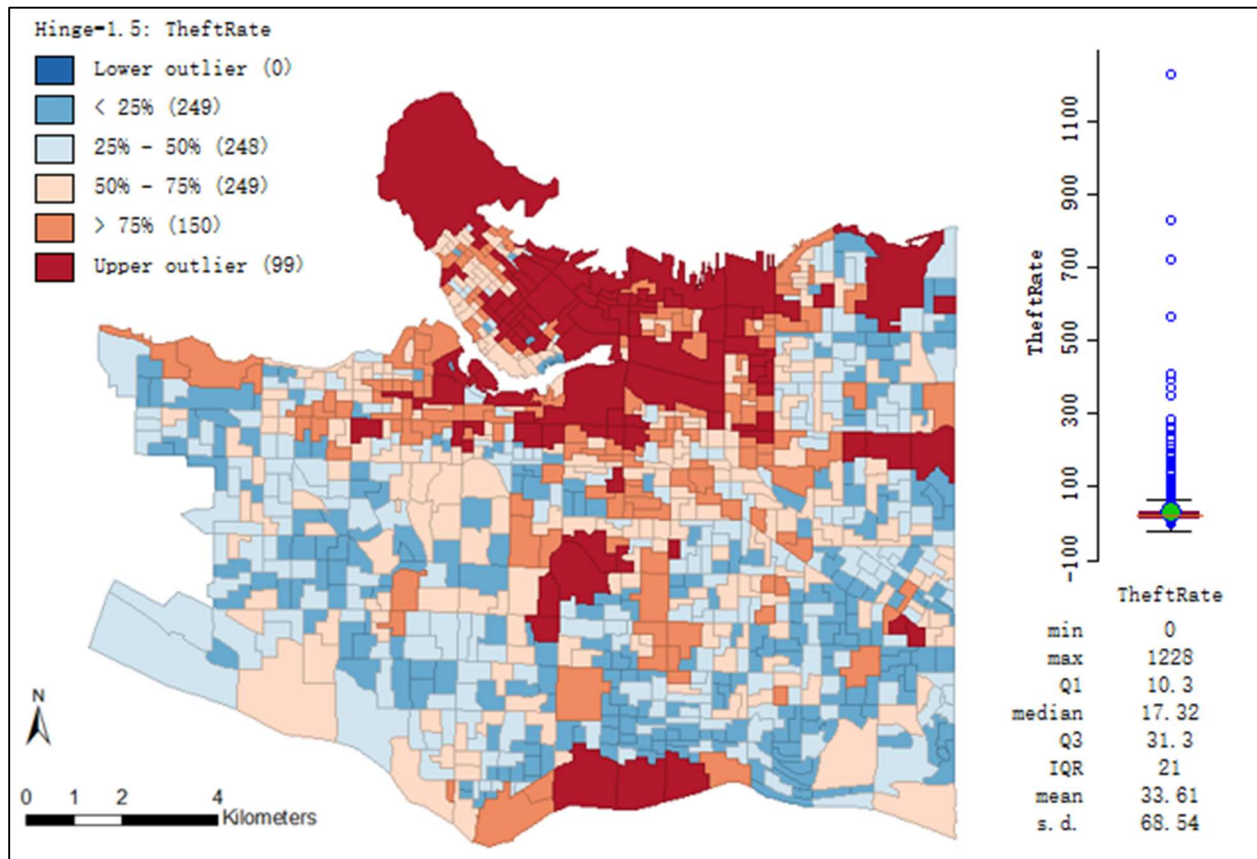 Hinge=1.5: TheftRate
Lower outlier (0)
< 25% (249)
25% - 50% (248)
50% - 75% (249)
> 75% (150)
Upper outlier (99)
N
0 1 2 4
Kilometers
TheftRate
1100
900
700
500
300
100
-100
TheftRate
min 0
max 1228
Q1 10.3
median 17.32
Q3 31.3
IQR 21
mean 33.61
s.d. 68.54